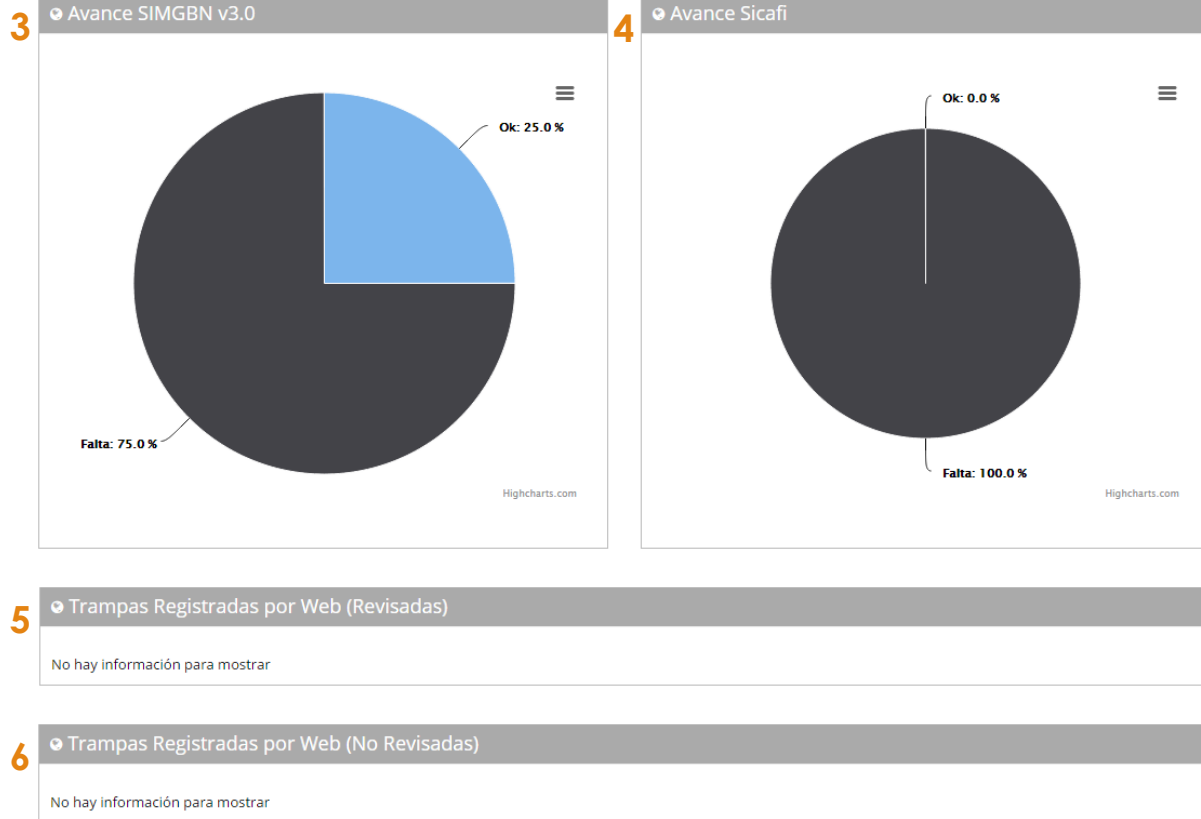 3
Avance SIMGBN v3.0
Ok: 25.0 %
Falta: 75.0 %
Highcharts.com
4
Avance Sicafi
Ok: 0.0 %
Falta: 100.0 %
Highcharts.com
5
Trampas Registradas por Web (Revisadas)
No hay información para mostrar
6
Trampas Registradas por Web (No Revisadas)
No hay información para mostrar